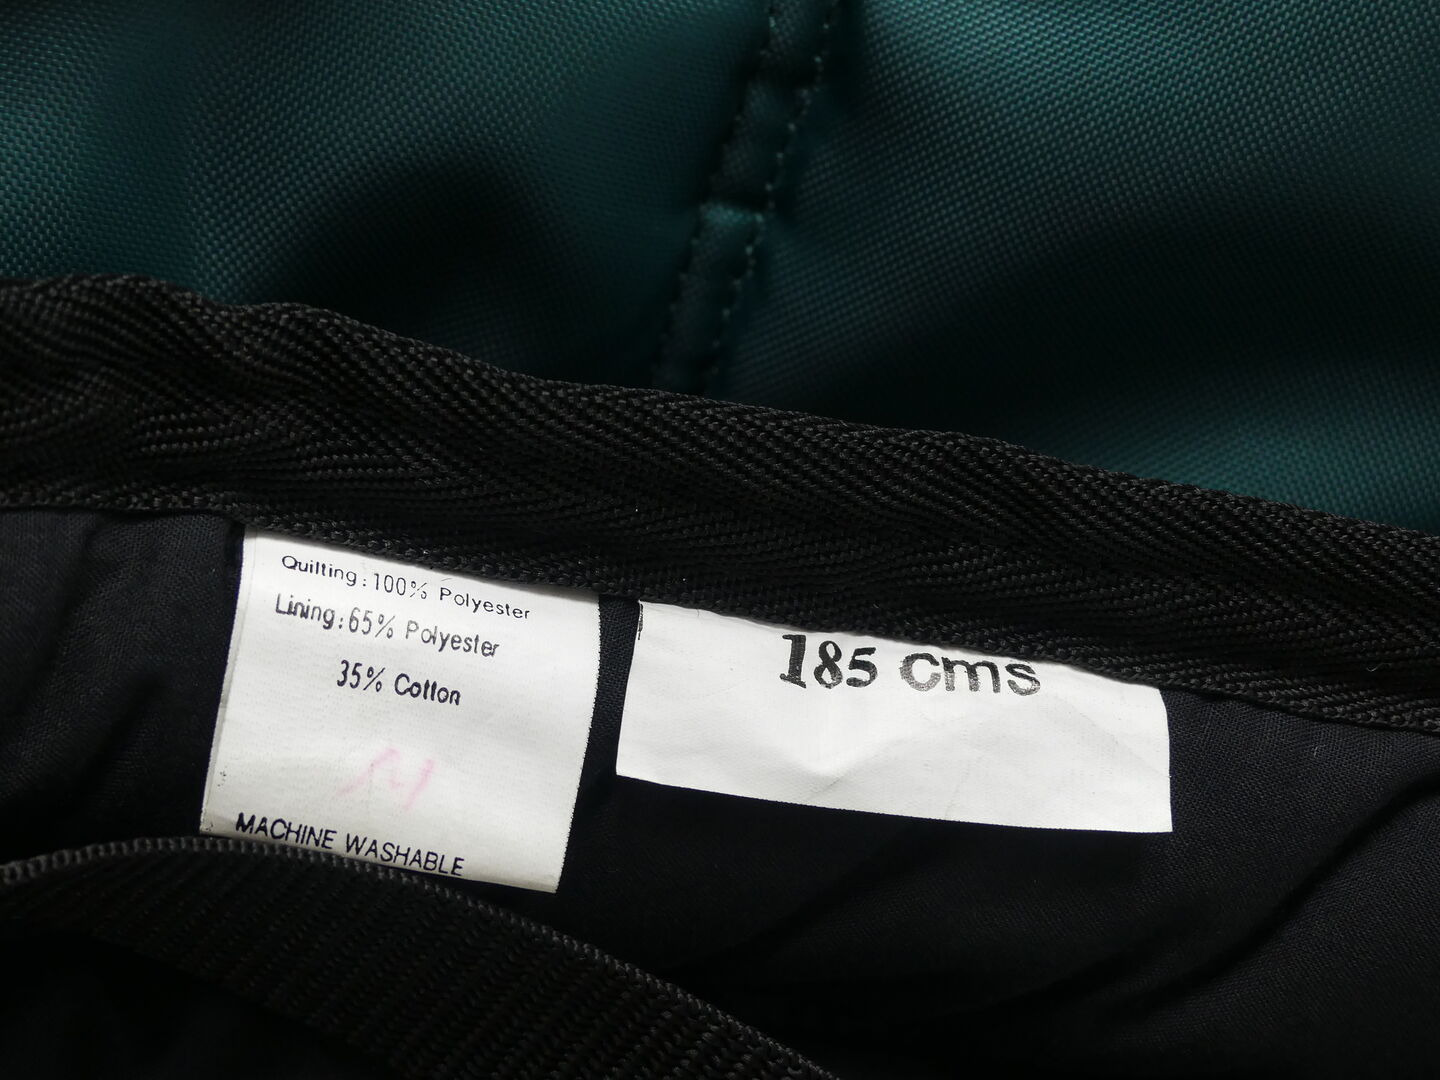 Quilting: 100% Polyester
Lining: 65% Polyester
35% Cotton
MACHINE WASHABLE
185 cms